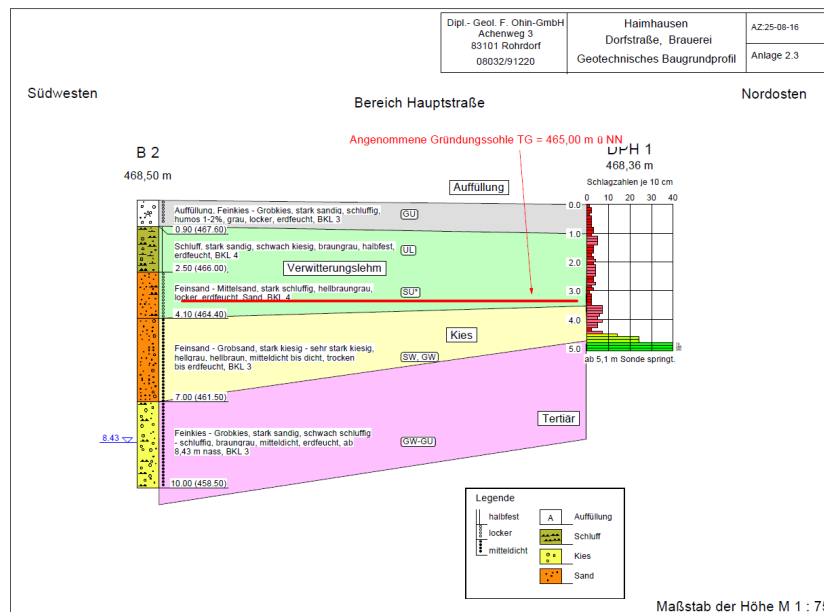 Dipl.- Geol. F. Ohin-GmbH
Achenweg 3
83101 Rohrdorf
08032/91220
Haimhausen
Dorfstraße, Brauerei
Geotechnisches Baugrundprofil
AZ:25-08-16
Anlage 2.3
Südwesten
Bereich Hauptstraße
Nordosten
Angenommene Gründungssohle TG = 465,00 m ü NN
B 2
468,50 m
DPH 1
468,36 m
Schlagzahlen je 10 cm
0 10 20 30 40
Auffüllung
Auffüllung, Feinkies - Grobkies, stark sandig, schluffig,
humos 1-2%, grau, locker, erdfeucht, BKL 3
GU
0.90 (467.60)
Schluff, stark sandig, schwach kiesig, braungrau, halbfest,
erdfeucht, BKL 4
UL
2.50 (466.00)
Verwitterungslehm
Feinsand - Mittelsand, stark schluffig, hellbraungrau,
locker, erdfeucht, Sand, BKL 4
SU*
4.10 (464.40)
Kies
Feinsand - Grobsand, stark kiesig - sehr stark kiesig,
hellgrau, hellbraun, mitteldicht bis dicht, trocken
bis erdfeucht, BKL 3
SW, GW
7.00 (461.50)
Tertiär
Feinkies - Grobkies, stark sandig, schwach schluffig
- schluffig, braungrau, mitteldicht, erdfeucht, ab
8,43 m nass, BKL 3
GW-GU
8.43
10.00 (458.50)
0.0
1.0
2.0
3.0
4.0
5.0
ab 5,1 m Sonde springt.
Legende
halbfest
locker
mitteldicht
A Auffüllung
Schluff
Kies
Sand
Maßstab der Höhe M 1 : 75